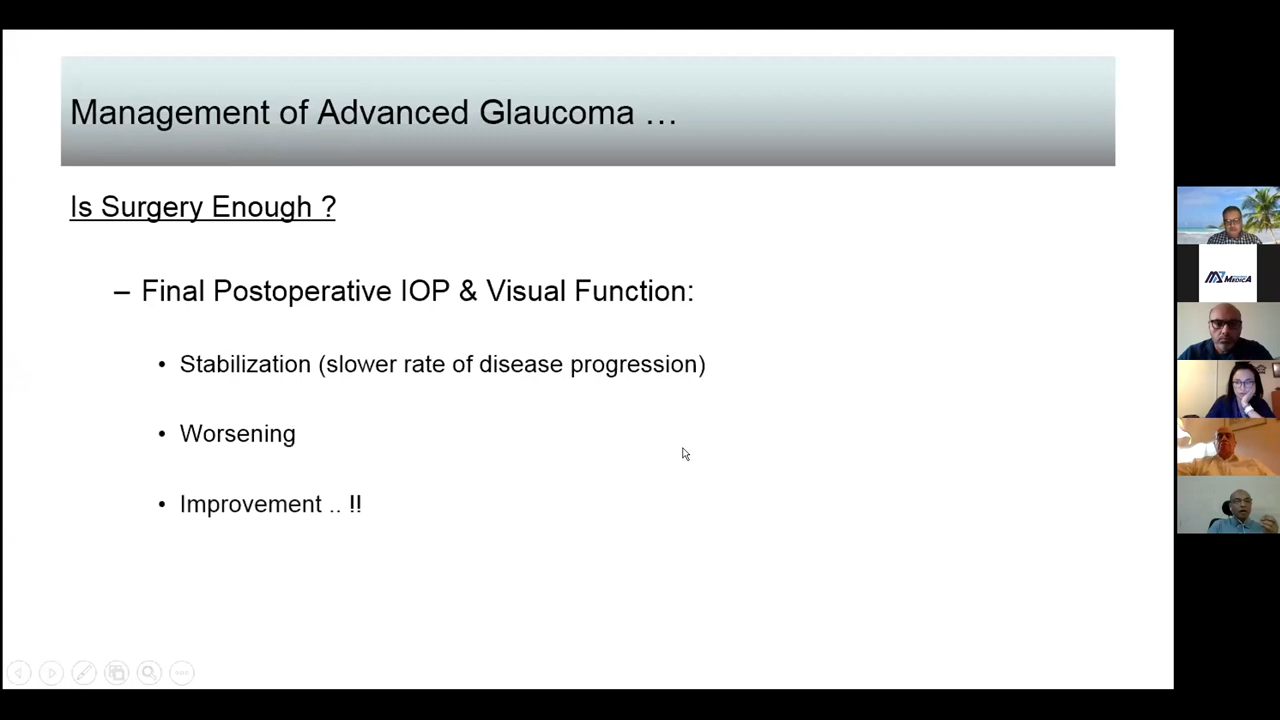 Management of Advanced Glaucoma …
Is Surgery Enough ?
– Final Postoperative IOP & Visual Function:
• Stabilization (slower rate of disease progression)
• Worsening
• Improvement .. !!
MEDICA